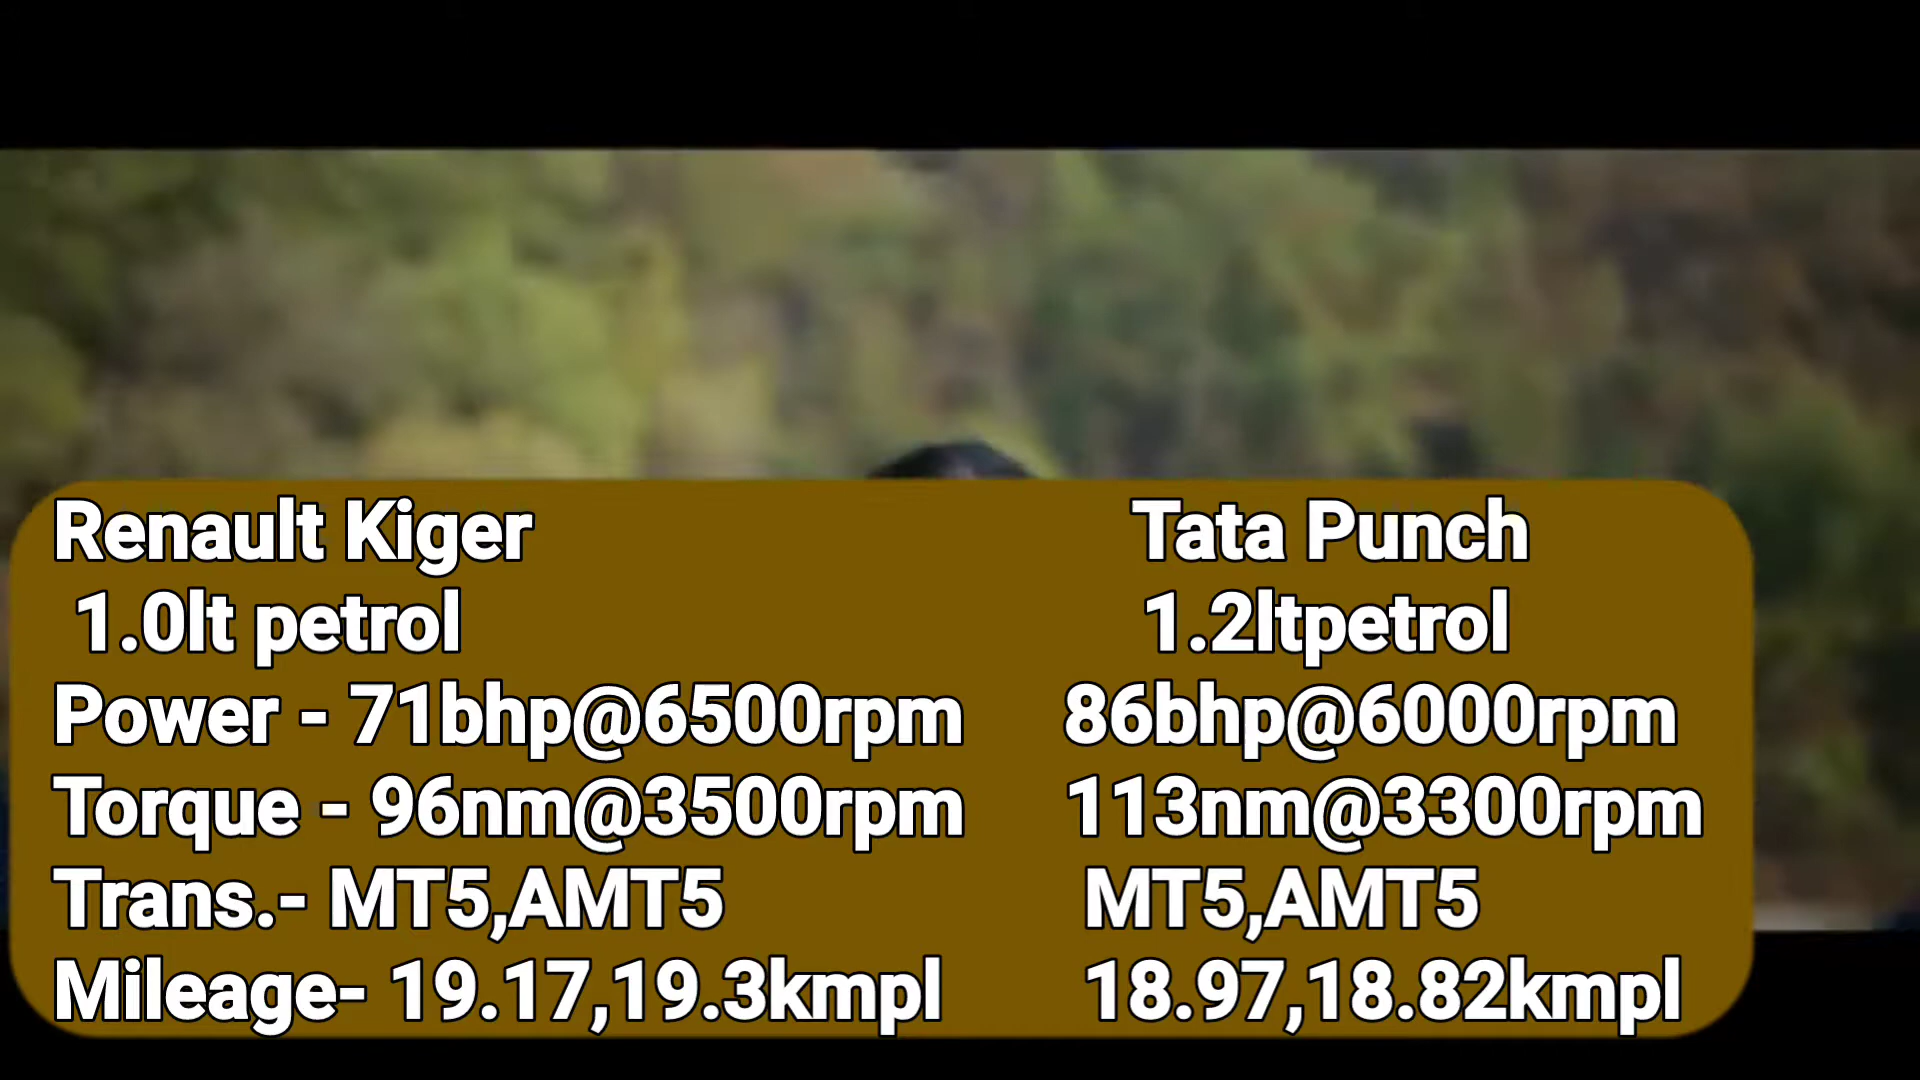 Renault Kiger Tata Punch
1.0lt petrol 1.2ltpetrol
Power - 71bhp@6500rpm 86bhp@6000rpm
Torque - 96nm@3500rpm 113nm@3300rpm
Trans.- MT5,AMT5 MT5,AMT5
Mileage- 19.17,19.3kmpl 18.97,18.82kmpl